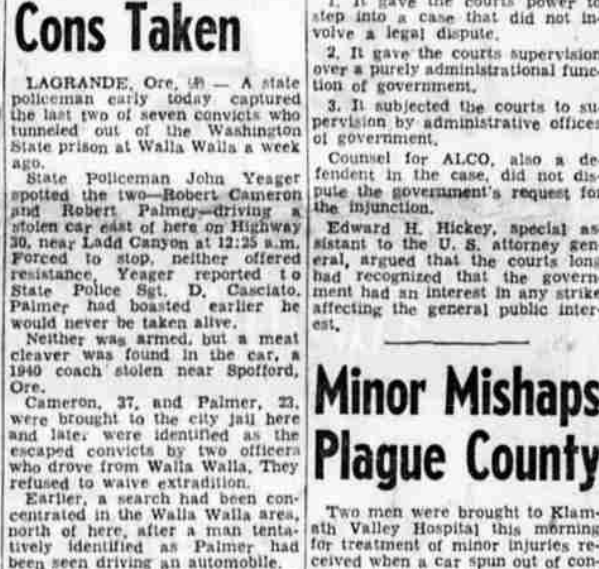 Cons Taken
LAGRANDE, Ore. (AP) — A state
policeman early today captured
the last two of seven convicts who
tunneled out of the Washington
State prison at Walla Walla a week
ago.
State Policeman John Yeager
spotted the two—Robert Cameron
and Robert Palmer—driving a
stolen car east of here on Highway
30, near Ladd Canyon at 12:25 a.m.
Forced to stop, neither offered
resistance, Yeager reported to
State Police Sgt. D. Casciato.
Palmer had boasted earlier he
would never be taken alive.
Neither was armed, but a meat
cleaver was found in the car, a
1940 coach stolen near Spofford,
Ore.
Cameron, 37, and Palmer, 23,
were brought to the city jail here
and later were identified as the
escaped convicts by two officers
who drove from Walla Walla. They
refused to waive extradition.
Earlier, a search had been con-
centrated in the Walla Walla area,
north of here, after a man tenta-
tively identified as Palmer had
been seen driving an automobile.
1. It gave the courts power to
step into a case that did not in-
volve a legal dispute.
2. It gave the courts supervision
over a purely administrational func-
tion of government.
3. It subjected the courts to su-
pervision by administrative offices
of government.
Counsel for ALCO, also a de-
fendent in the case, did not dis-
pute the government's request for
the injunction.
Edward H. Hickey, special as-
sistant to the U. S. attorney gen-
eral, argued that the courts long
had recognized that the govern-
ment had an interest in any strike
affecting the general public inter-
est.
Minor Mishaps
Plague County
Two men were brought to Klam-
ath Valley Hospital this morning
for treatment of minor injuries re-
ceived when a car spun out of con-